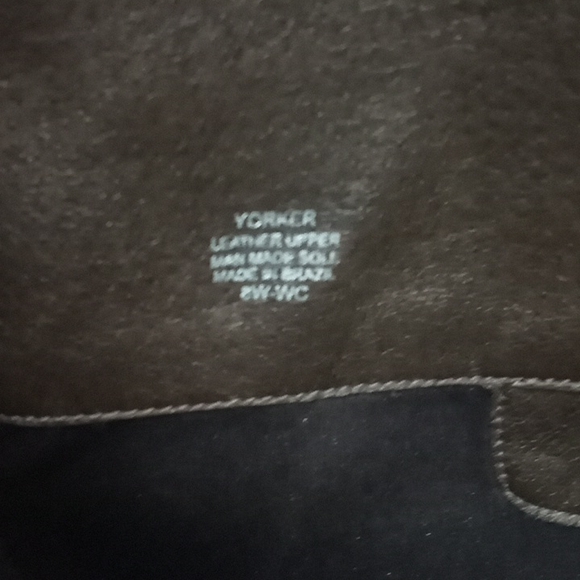 YORKER
LEATHER UPPER
MAN MADE SOLE
MADE IN BRAZIL
8W-WC